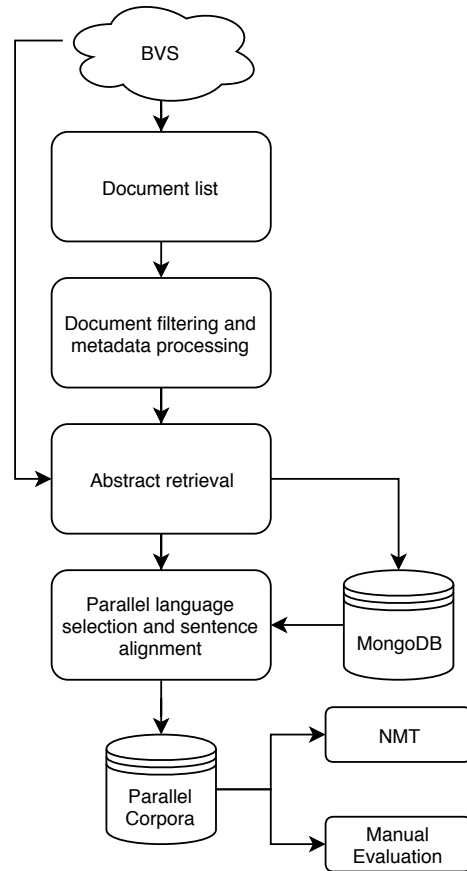 BVS
Document list
Document filtering and
metadata processing
Abstract retrieval
Parallel language
selection and sentence
alignment
MongoDB
Parallel
Corpora
NMT
Manual
Evaluation